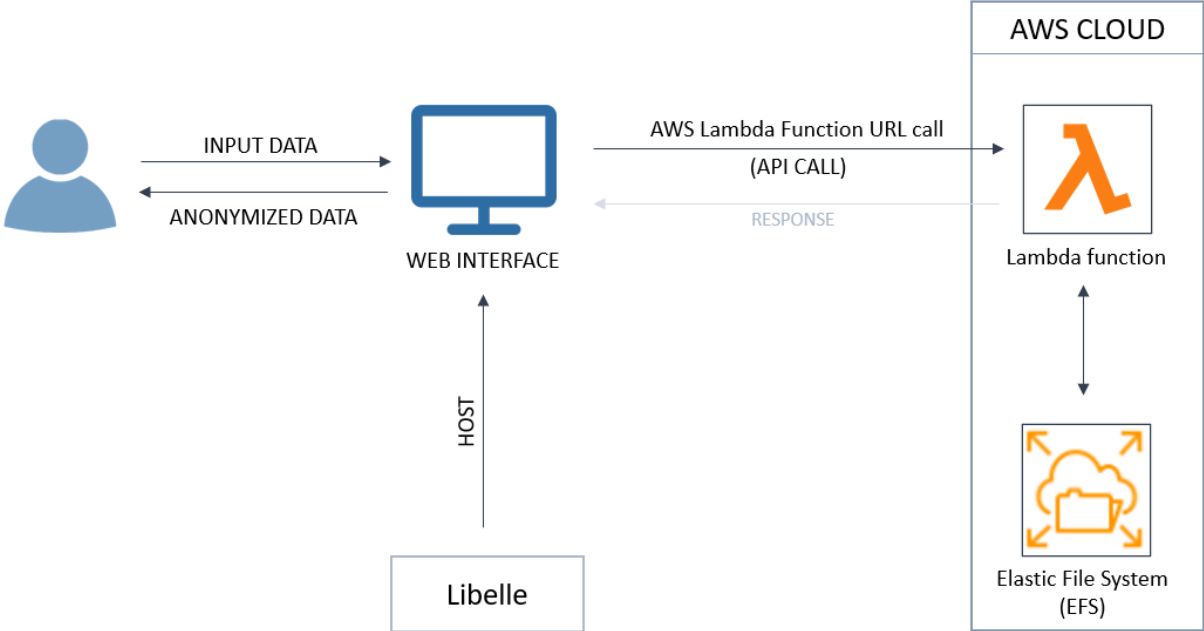 AWS CLOUD
INPUT DATA
ANONYMIZED DATA
WEB INTERFACE
AWS Lambda Function URL call
(API CALL)
RESPONSE
Lambda function
HOST
Libelle
Elastic File System
(EFS)